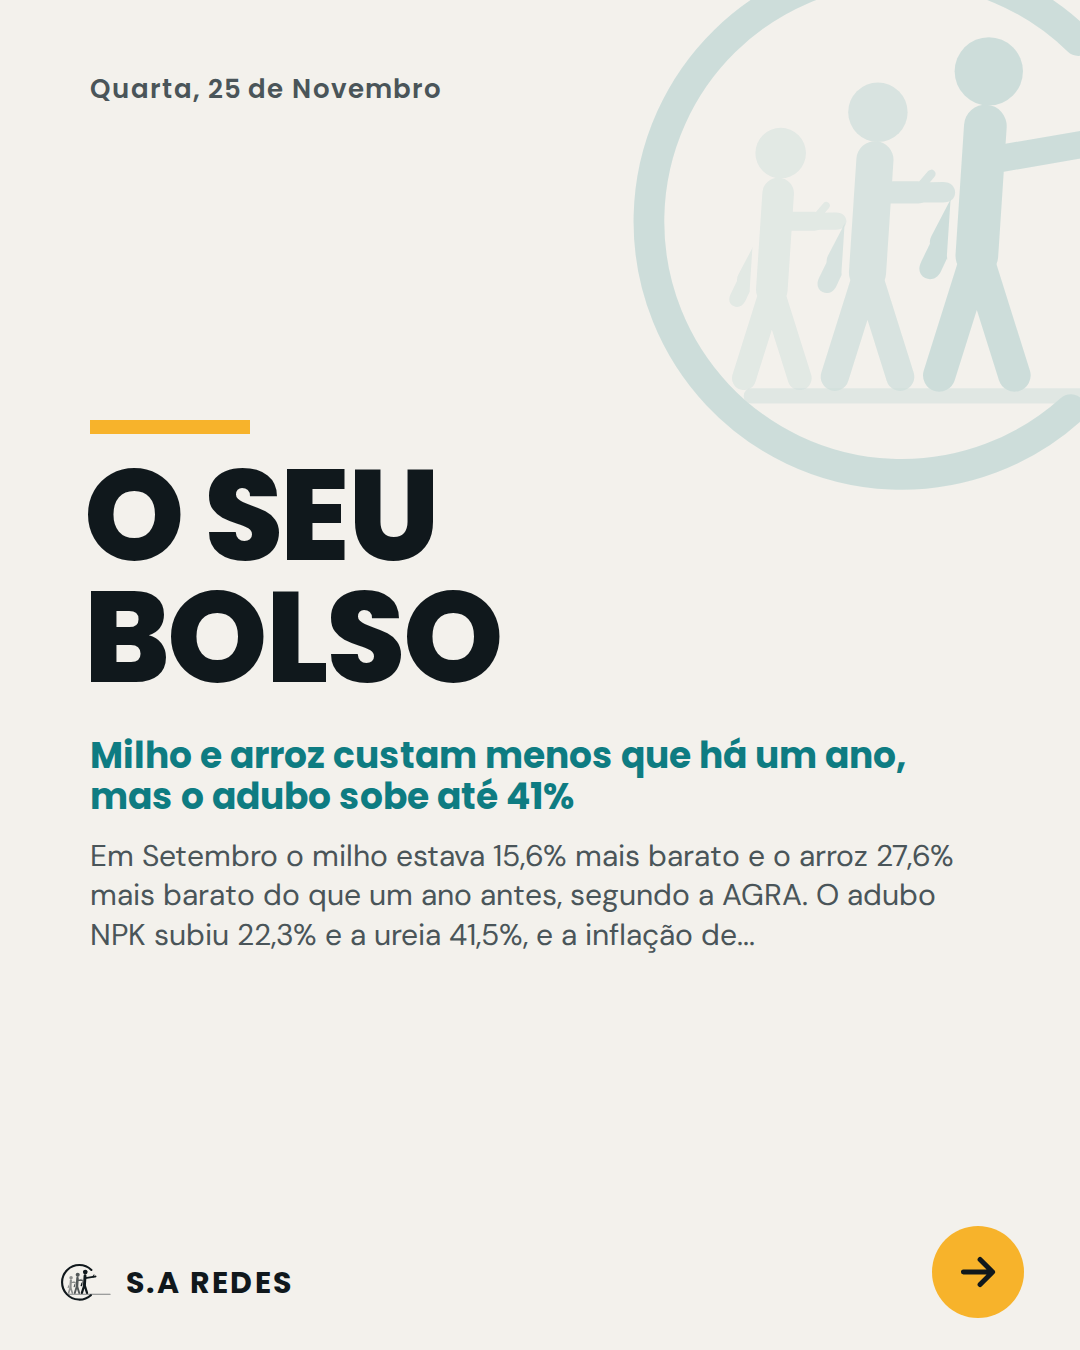 Quarta, 25 de Novembro
O SEU
BOLSO
Milho e arroz custam menos que há um ano,
mas o adubo sobe até 41%
Em Setembro o milho estava 15,6% mais barato e o arroz 27,6%
mais barato do que um ano antes, segundo a AGRA. O adubo
NPK subiu 22,3% e a ureia 41,5%, e a inflação de...
S.A REDES